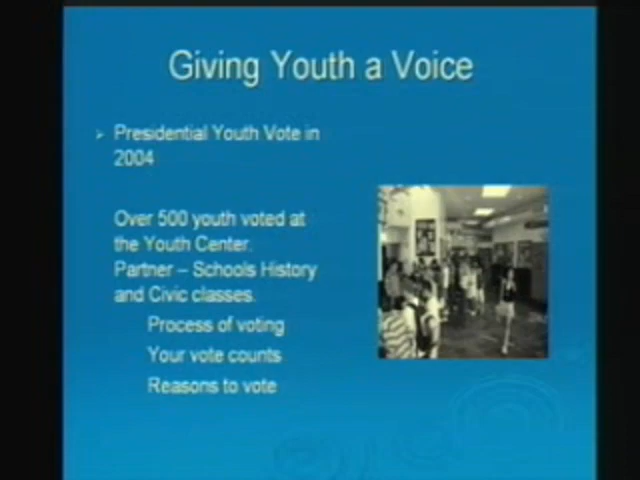 Giving Youth a Voice
Presidential Youth Vote in
2004
Over 500 youth voted at
the Youth Center.
Partner – Schools History
and Civic classes.
Process of voting
Your vote counts
Reasons to vote